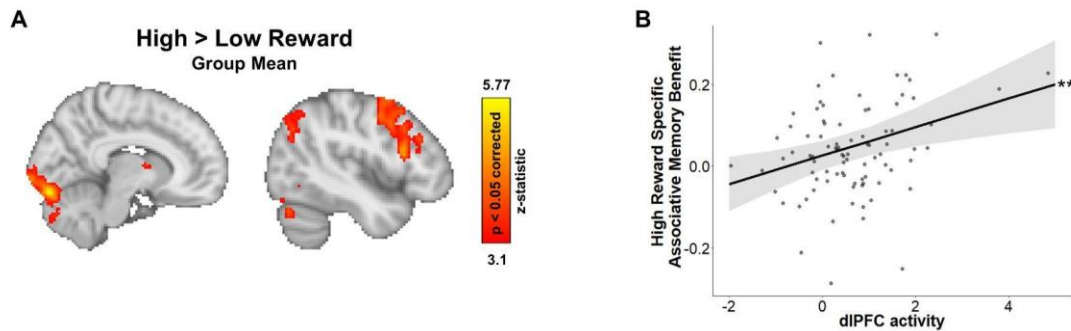 A
High > Low Reward
Group Mean
5.77
p < 0.05 corrected
z-statistic
3.1
B
High Reward Specific
Associative Memory Benefit
0.2
0.0
-0.2
**
-2
0
2
4
dlPFC activity